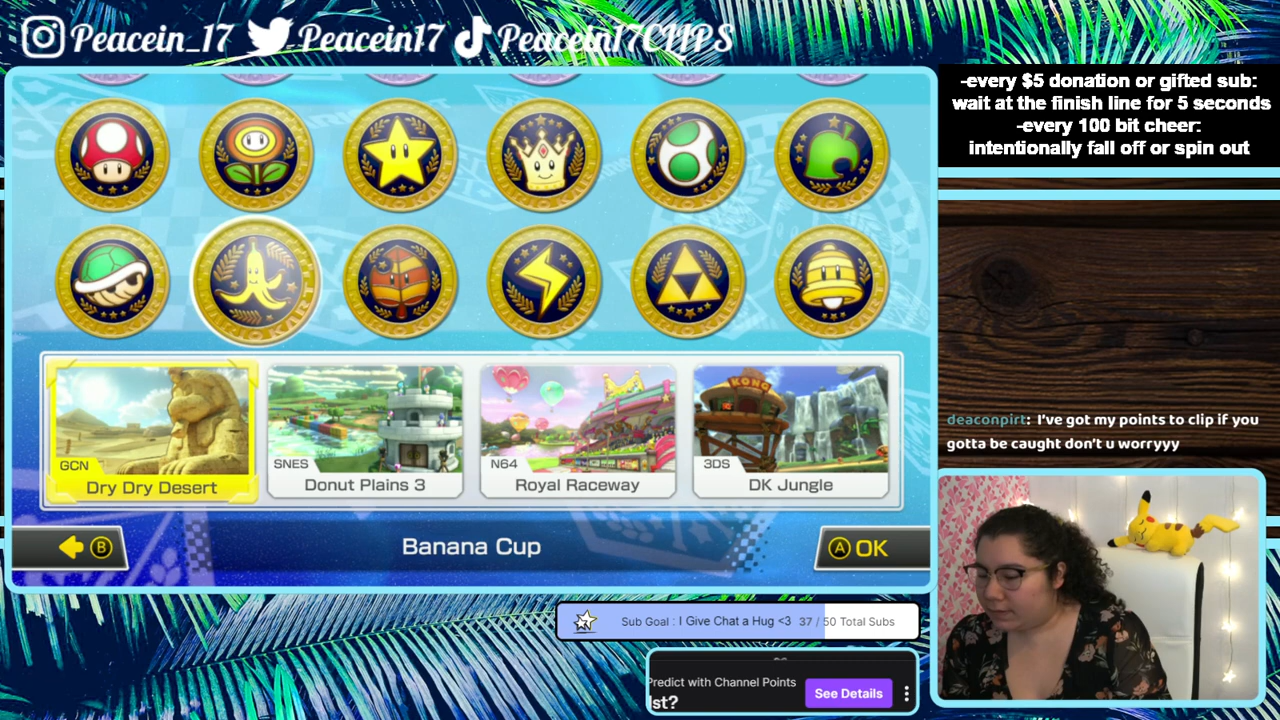 Peacein_17 Peacein17 Peacein17ClIPS
-every $5 donation or gifted sub:
wait at the finish line for 5 seconds
-every 100 bit cheer:
intentionally fall off or spin out
GCN
Dry Dry Desert
SNES
Donut Plains 3
N64
Royal Raceway
KONG
3DS
DK Jungle
B
Banana Cup
A OK
deaconpirt: I've got my points to clip if you
gotta be caught don't u worryyy
Sub Goal : I Give Chat a Hug <3 37 / 50 Total Subs
Predict with Channel Points
lst?
See Details